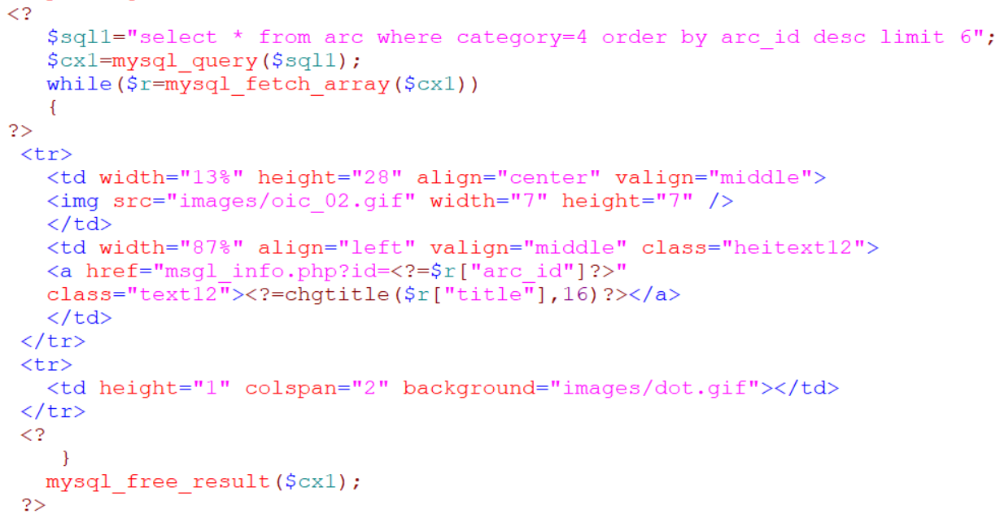 <?
$sql1="select * from arc where category=4 order by arc_id desc limit 6";
$cx1=mysql_query($sql1);
while($r=mysql_fetch_array($cx1))
{
?>
<tr>
<td width="13%" height="28" align="center" valign="middle">
<img src="images/oic_02.gif" width="7" height="7" />
</td>
<td width="87%" align="left" valign="middle" class="heitext12">
<a href="msgl_info.php?id=<?=$r["arc_id"]?>"
class="text12"><?=chgtitle($r["title"],16)?></a>
</td>
</tr>
<tr>
<td height="1" colspan="2" background="images/dot.gif"></td>
</tr>
<?
}
mysql_free_result($cx1);
?>